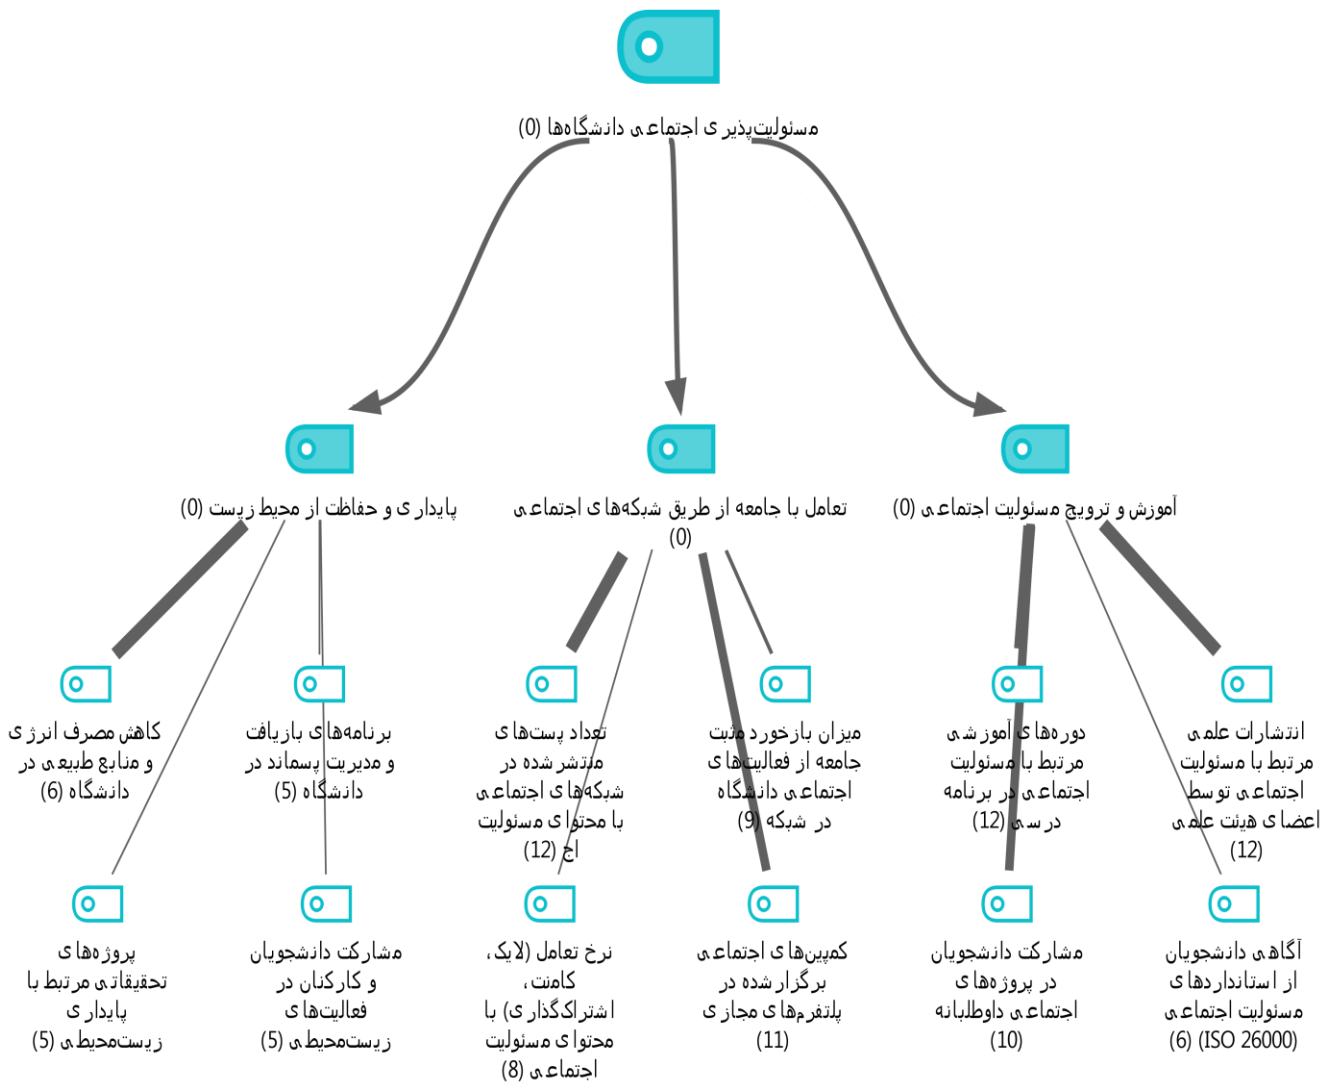 مسئولیت‌پذیری اجتماعی دانشگاه‌ها (0)
آموزش و ترویج مسئولیت اجتماعی (0)
تعامل با جامعه از طریق شبکه‌های اجتماعی
(0)
پایداری و حفاظت از محیط زیست (0)
انتشارات علمی
مرتبط با مسئولیت
اجتماعی توسط
اعضای هیئت علمی
(12)
دوره‌های آموزشی
مرتبط با مسئولیت
اجتماعی در برنامه
درسی (12)
میزان بازخورد مثبت
جامعه از فعالیت‌های
اجتماعی دانشگاه
در شبکه (9)
تعداد پست‌های
منتشر شده در
شبکه‌های اجتماعی
با محتوای مسئولیت
اج (12)
برنامه‌های بازیافت
و مدیریت پسماند در
دانشگاه (5)
کاهش مصرف انرژی
و منابع طبیعی در
دانشگاه (6)
آگاهی دانشجویان
از استانداردهای
مسئولیت اجتماعی
(ISO 26000) (6)
مشارکت دانشجویان
در پروژه‌های
اجتماعی داوطلبانه
(10)
کمپین‌های اجتماعی
برگزار شده در
پلتفرم‌های مجازی
(11)
نرخ تعامل (لایک،
کامنت،
اشتراک‌گذاری) با
محتوای مسئولیت
اجتماعی (8)
مشارکت دانشجویان
و کارکنان در
فعالیت‌های
زیست‌محیطی (5)
پروژه‌های
تحقیقاتی مرتبط با
پایداری
زیست‌محیطی (5)